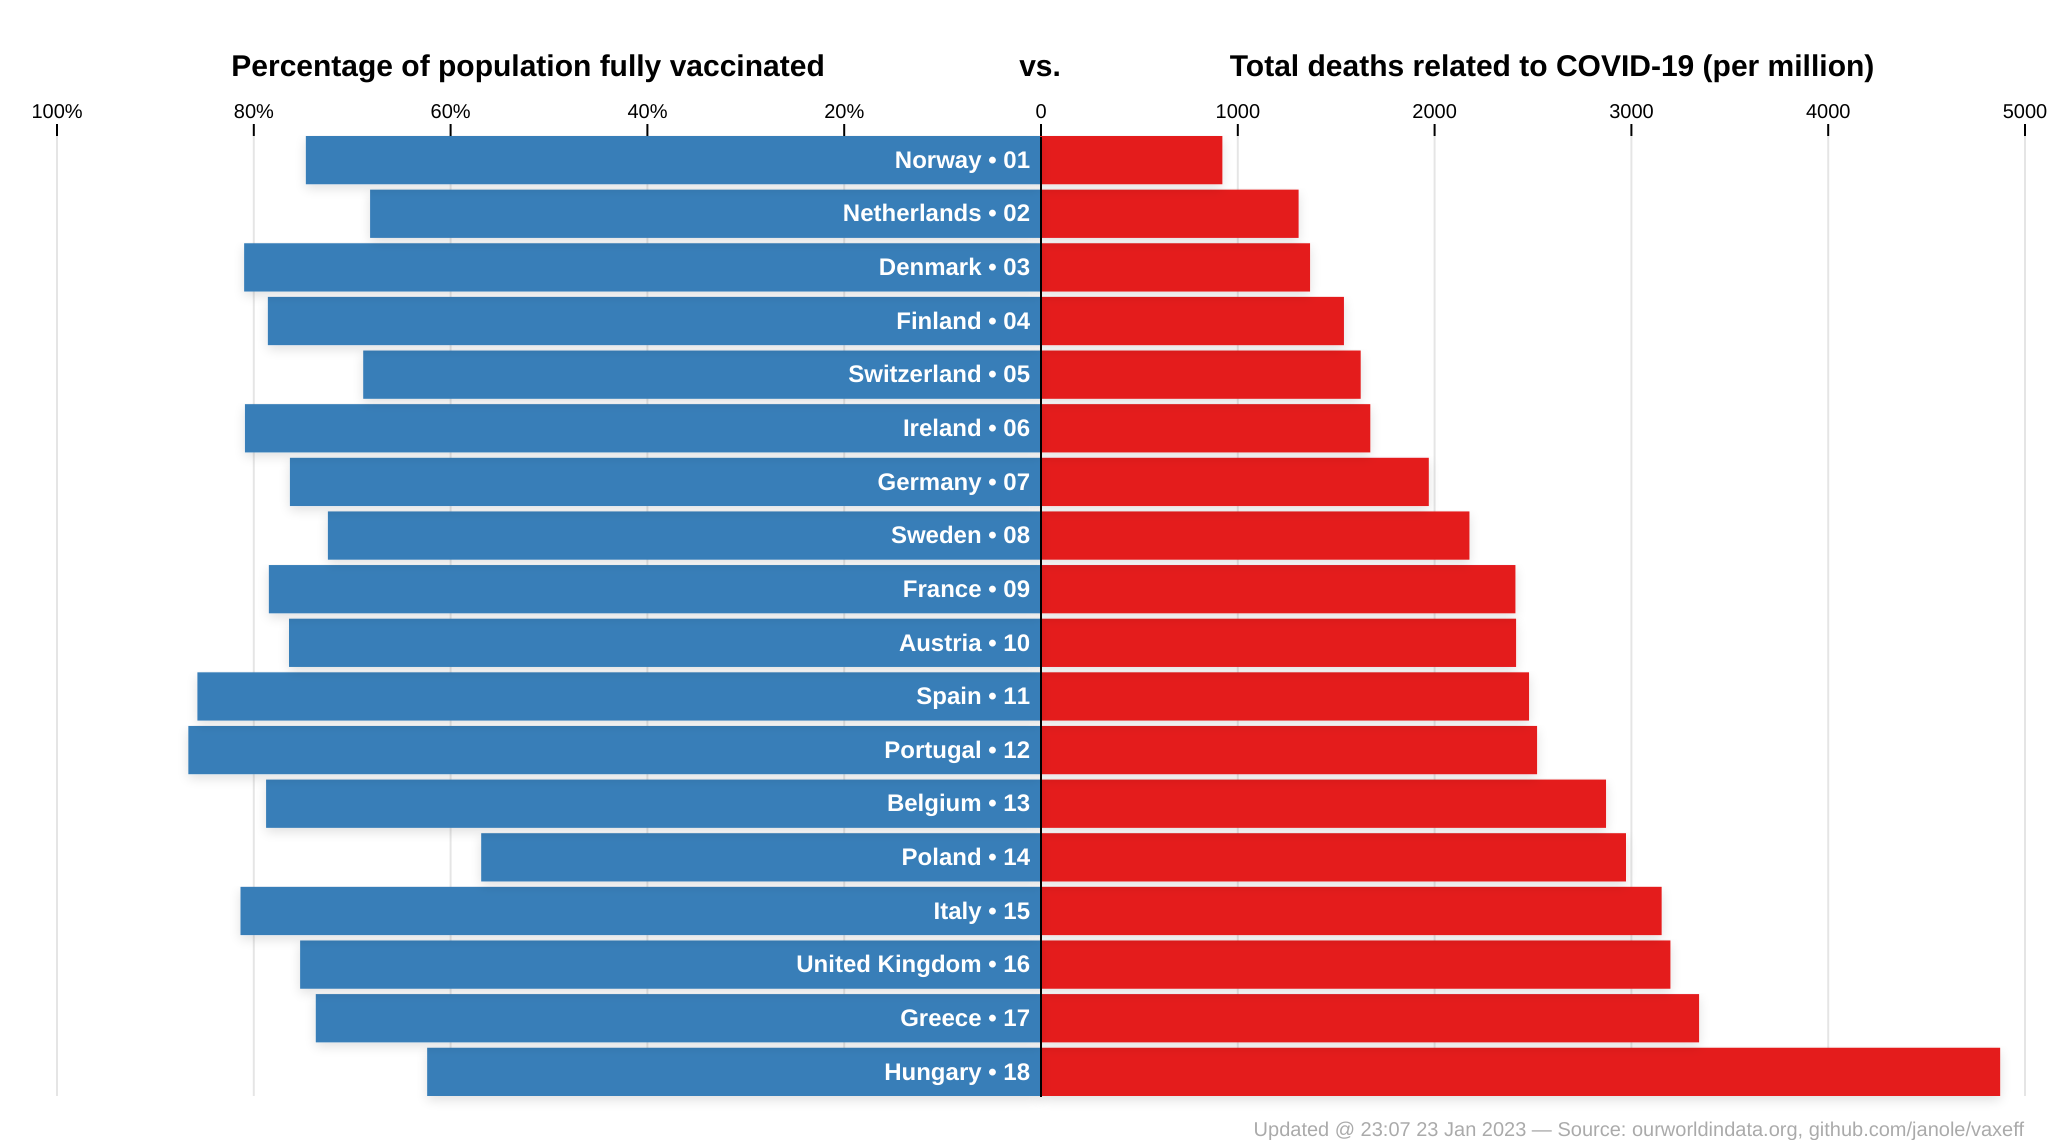 Percentage of population fully vaccinated vs. Total deaths related to COVID-19 (per million)
100% 80% 60% 40% 20% 0 1000 2000 3000 4000 5000
Norway • 01
Netherlands • 02
Denmark • 03
Finland • 04
Switzerland • 05
Ireland • 06
Germany • 07
Sweden • 08
France • 09
Austria • 10
Spain • 11
Portugal • 12
Belgium • 13
Poland • 14
Italy • 15
United Kingdom • 16
Greece • 17
Hungary • 18
Updated @ 23:07 23 Jan 2023 — Source: ourworldindata.org, github.com/janole/vaxeff